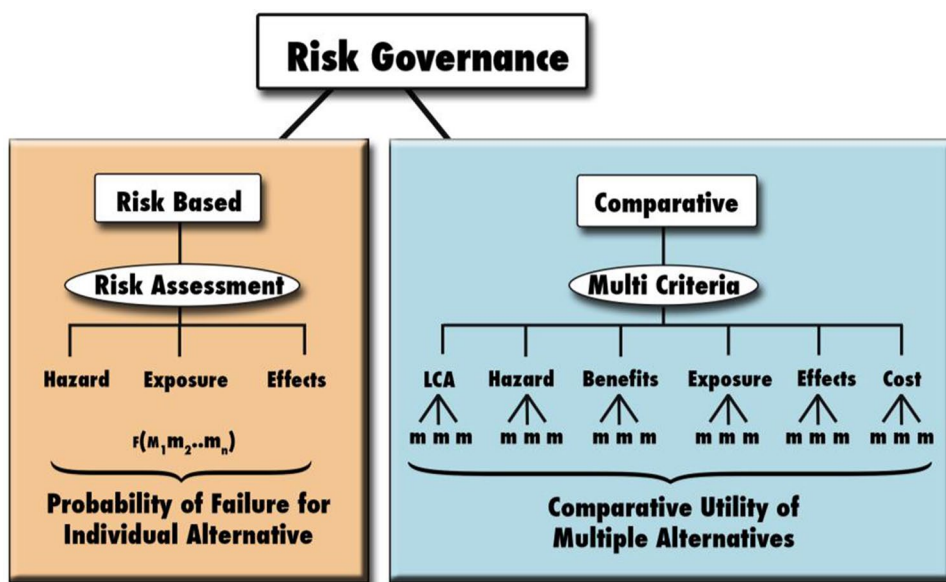 Risk Governance
Risk Based
Risk Assessment
Hazard Exposure Effects
F(M₁m₂..mₙ)
Probability of Failure for
Individual Alternative
Comparative
Multi Criteria
LCA Hazard Benefits Exposure Effects Cost
m m m m m m m m m m m m m m m m m m
Comparative Utility of
Multiple Alternatives